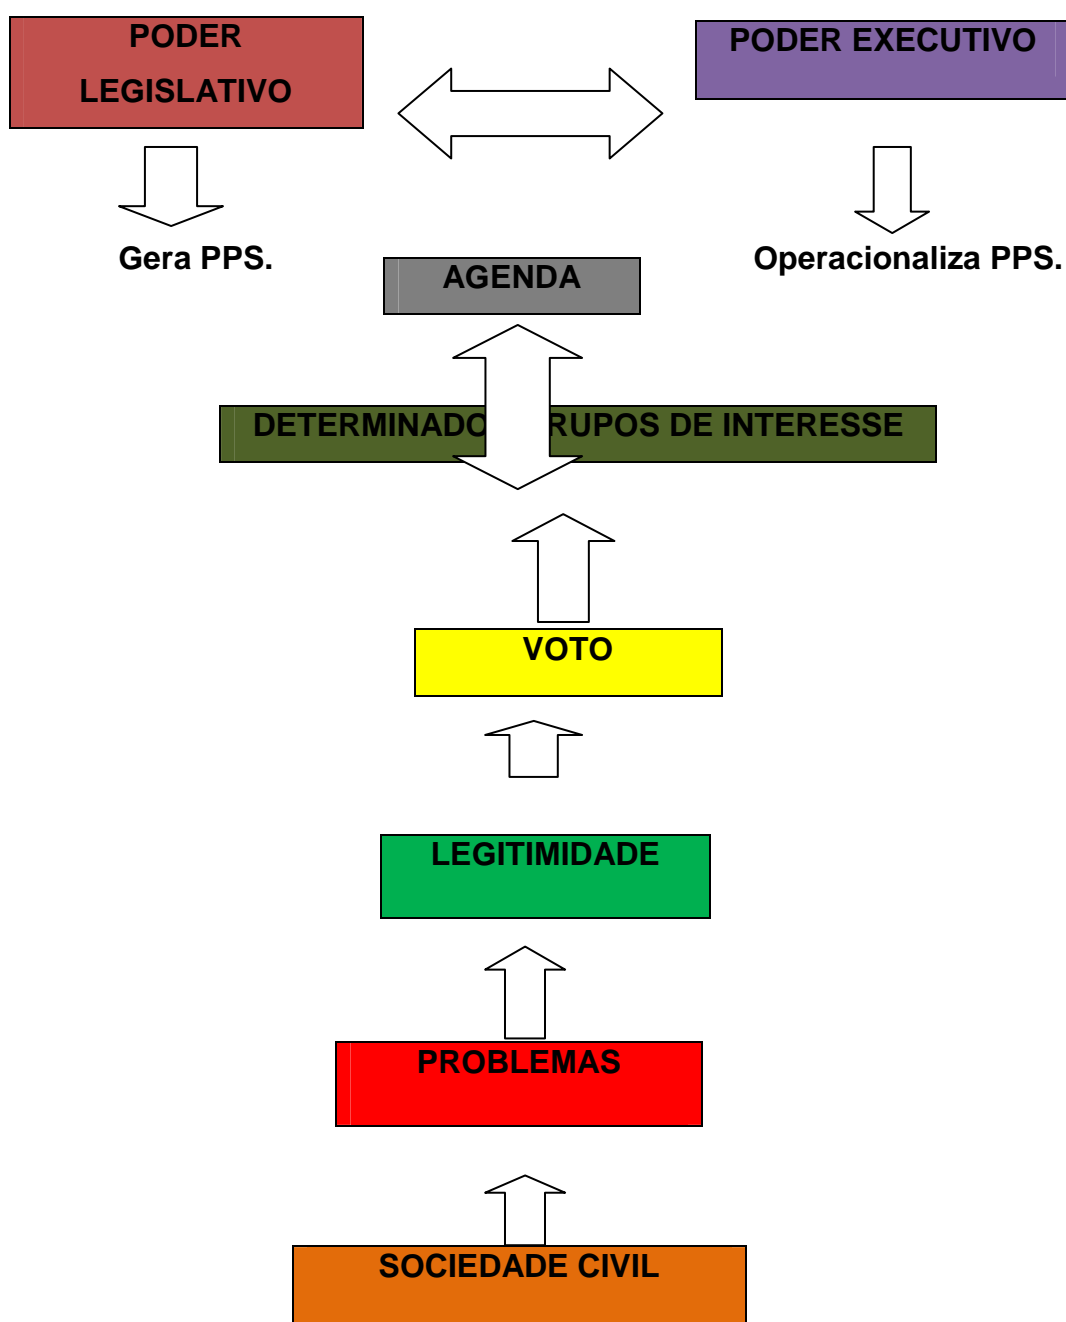 PODER
LEGISLATIVO
PODER EXECUTIVO
Gera PPS.
Operacionaliza PPS.
AGENDA
DETERMINADO RUPOS DE INTERESSE
VOTO
LEGITIMIDADE
PROBLEMAS
SOCIEDADE CIVIL